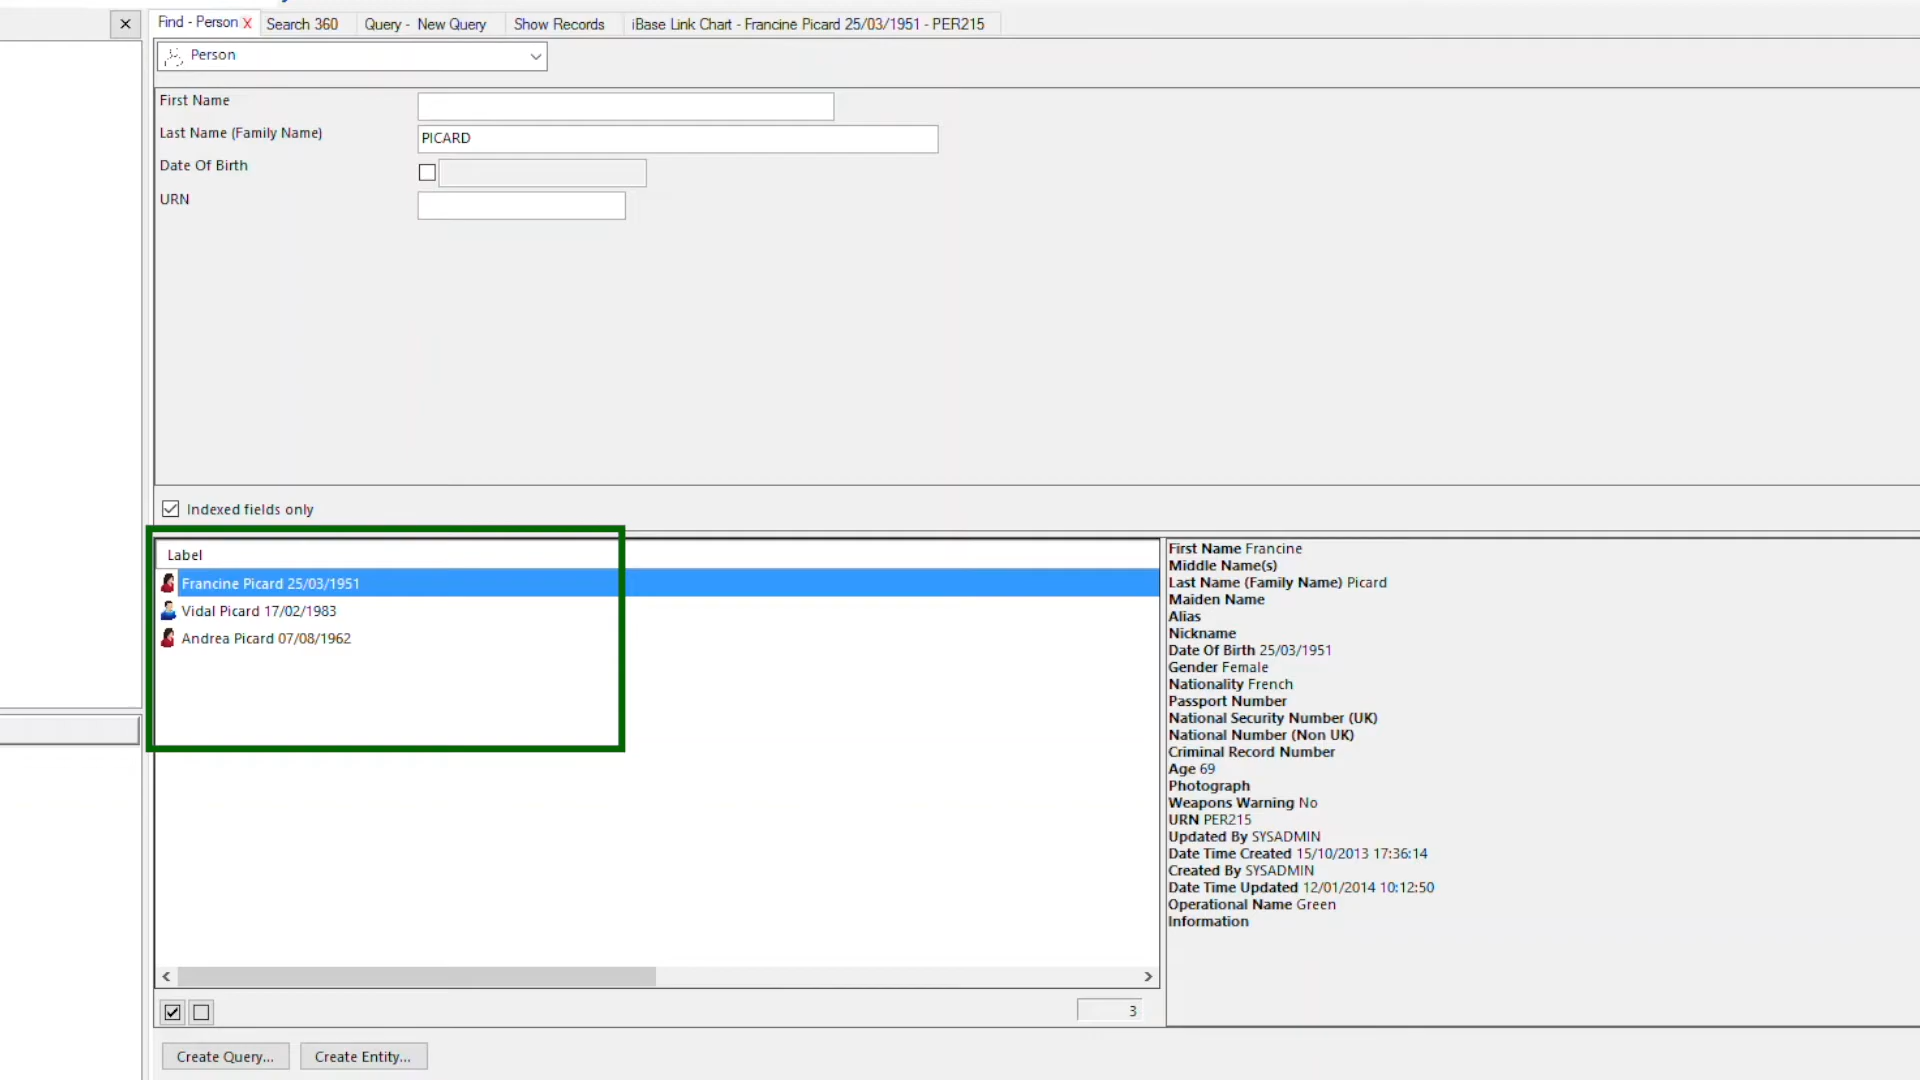 Find - Person X Search 360 Query - New Query Show Records iBase Link Chart - Francine Picard 25/03/1951 - PER215
Person
First Name
Last Name (Family Name) PICARD
Date Of Birth
URN
Indexed fields only
Label
Francine Picard 25/03/1951
Vidal Picard 17/02/1983
Andrea Picard 07/08/1962
3
Create Query... Create Entity...
First Name Francine
Middle Name(s)
Last Name (Family Name) Picard
Maiden Name
Alias
Nickname
Date Of Birth 25/03/1951
Gender Female
Nationality French
Passport Number
National Security Number (UK)
National Number (Non UK)
Criminal Record Number
Age 69
Photograph
Weapons Warning No
URN PER215
Updated By SYSADMIN
Date Time Created 15/10/2013 17:36:14
Created By SYSADMIN
Date Time Updated 12/01/2014 10:12:50
Operational Name Green
Information